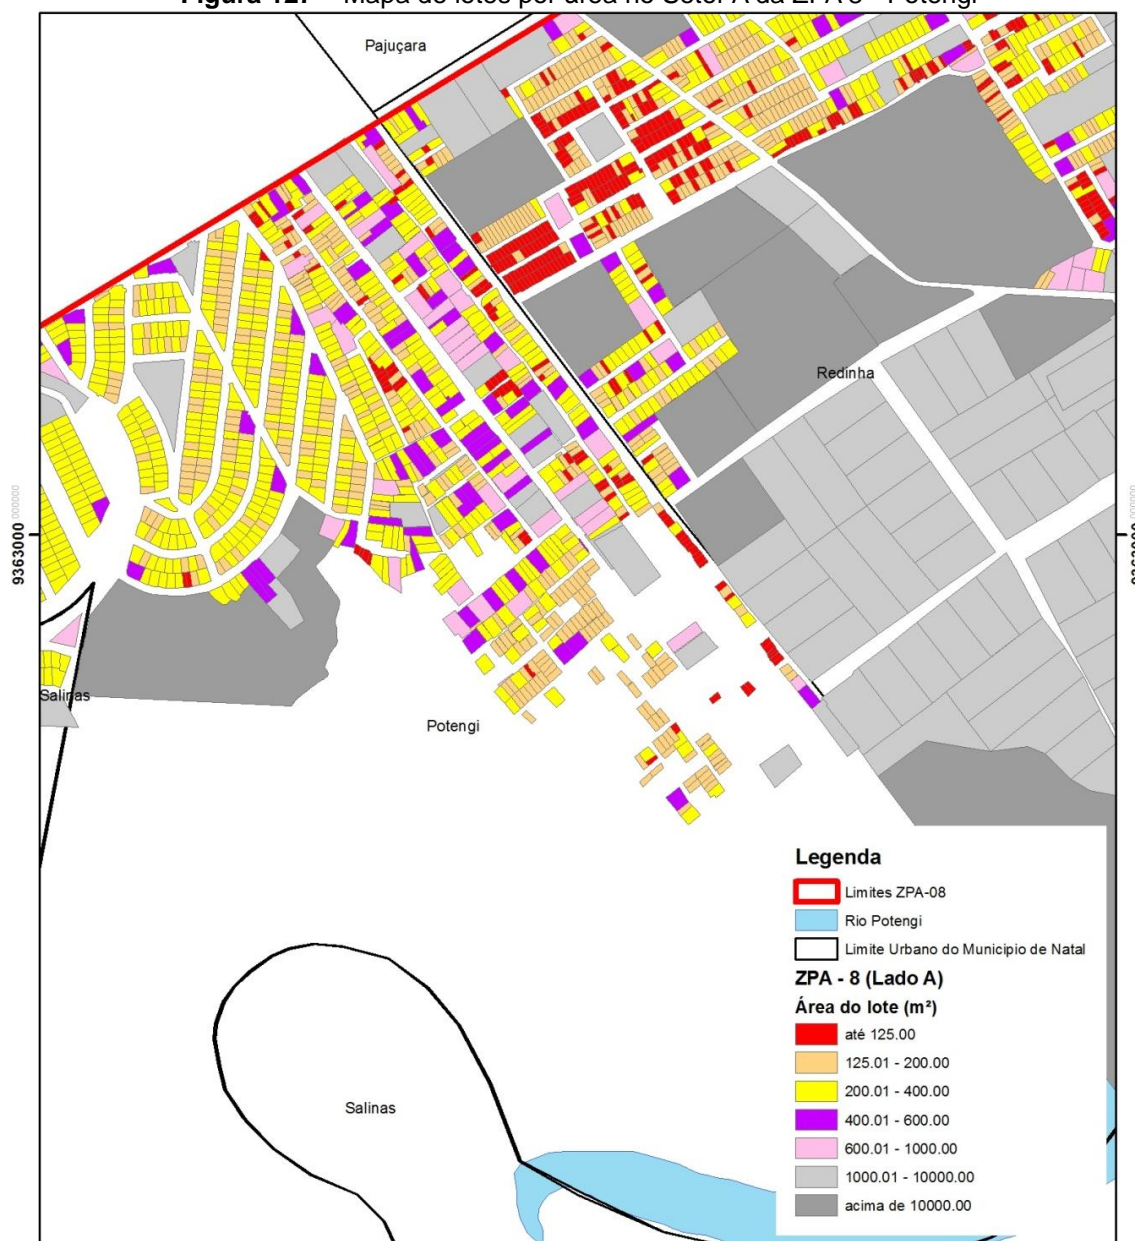 Mapa de lotes por área no Setor A da ZPA 8 - Potengi
Pajuçara
Redinha
9363000 000000
Salinas
Potengi
Legenda
Limites ZPA-08
Rio Potengi
Limite Urbano do Municipio de Natal
ZPA - 8 (Lado A)
Área do lote (m²)
até 125.00
125.01 - 200.00
200.01 - 400.00
400.01 - 600.00
600.01 - 1000.00
1000.01 - 10000.00
acima de 10000.00
Salinas